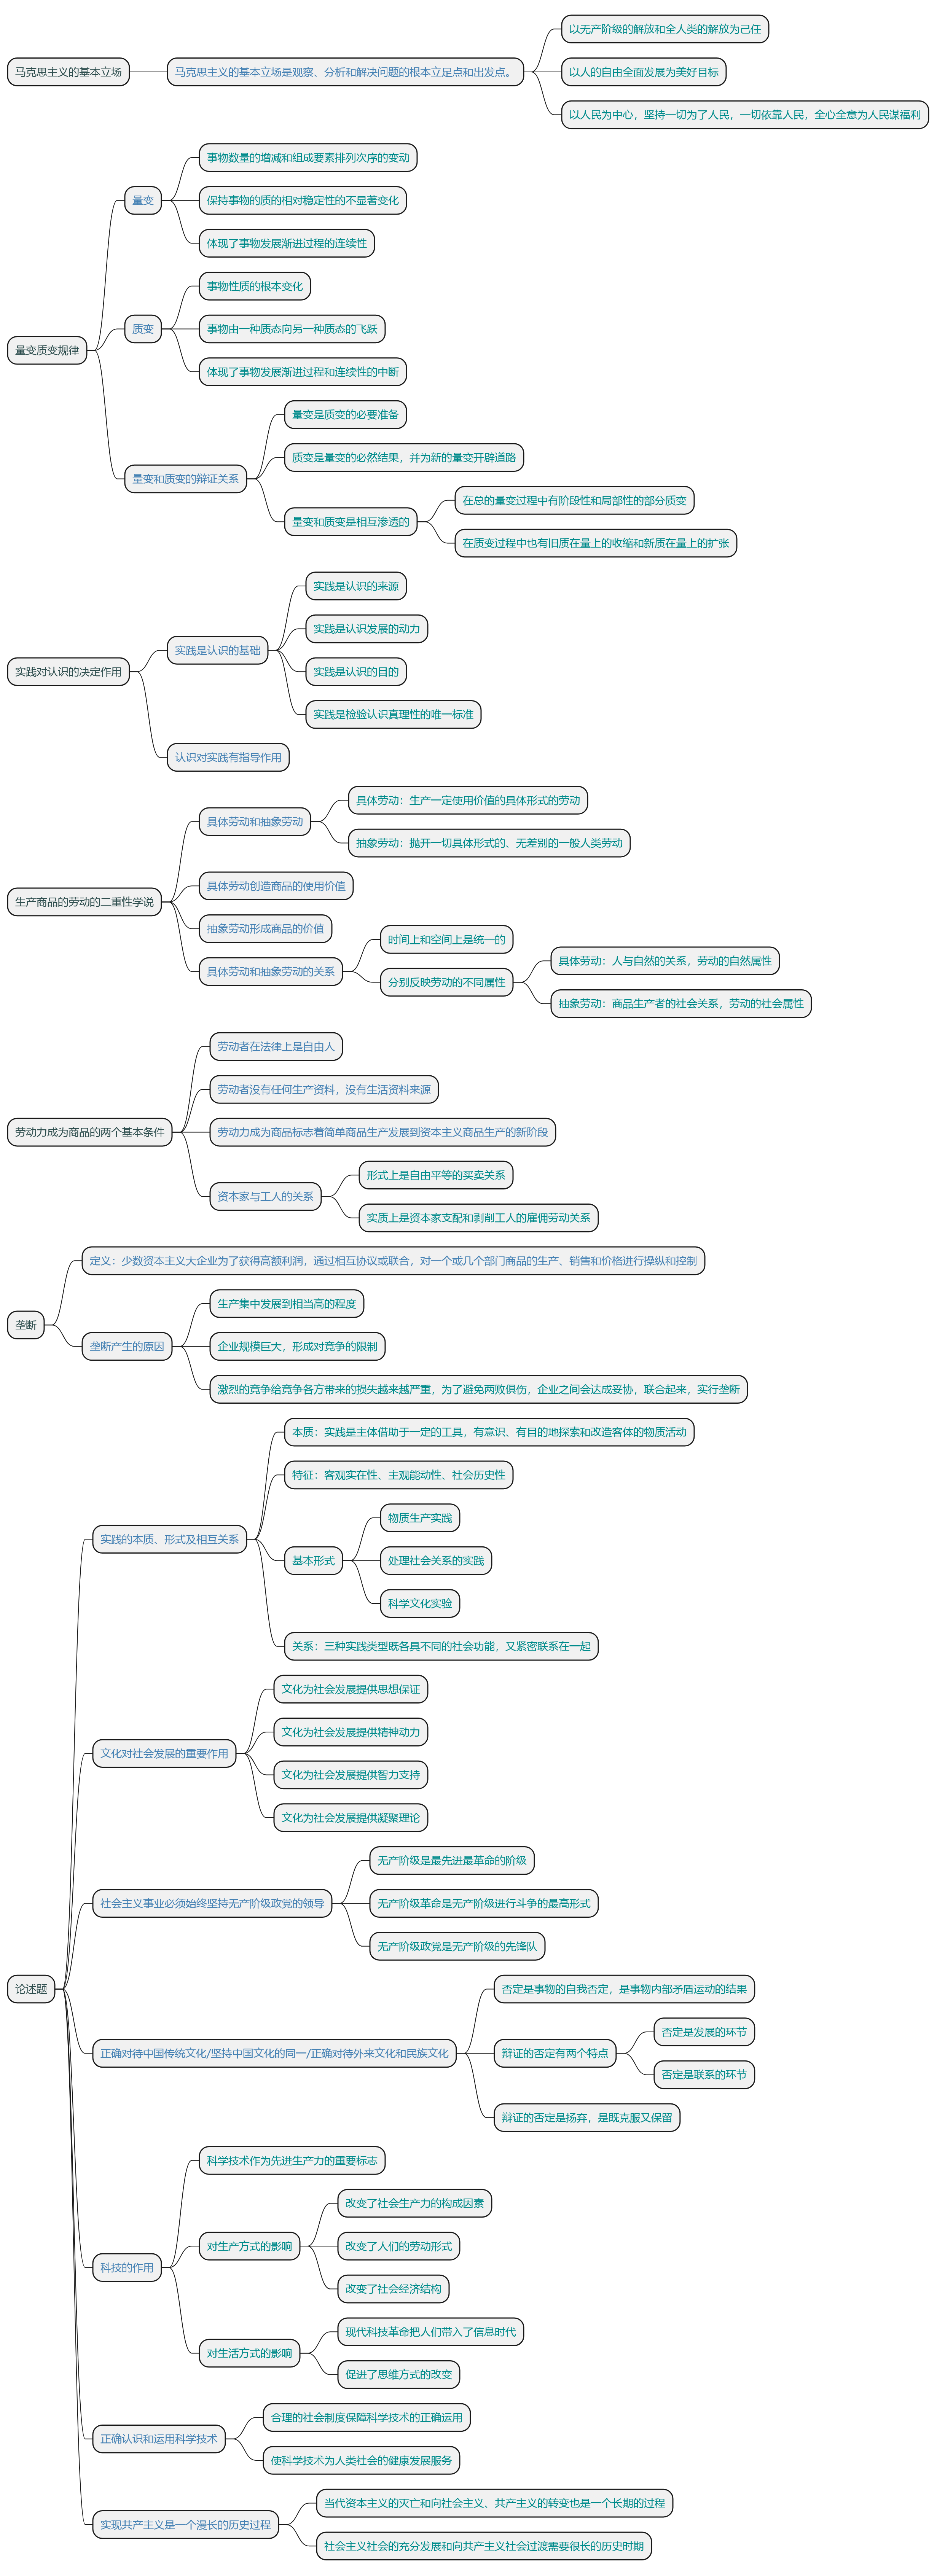 马克思主义的基本立场
马克思主义的基本立场是观察、分析和解决问题的根本立足点和出发点。
以无产阶级的解放和全人类的解放为己任
以人的自由全面发展为美好目标
以人民为中心，坚持一切为了人民，一切依靠人民，全心全意为人民谋福利
量变质变规律
量变
事物数量的增减和组成要素排列次序的变动
保持事物的质的相对稳定性的不显著变化
体现了事物发展渐进过程的连续性
质变
事物性质的根本变化
事物由一种质态向另一种质态的飞跃
体现了事物发展渐进过程和连续性的中断
量变和质变的辩证关系
量变是质变的必要准备
质变是量变的必然结果，并为新的量变开辟道路
量变和质变是相互渗透的
在总的量变过程中有阶段性和局部性的部分质变
在质变过程中也有旧质在量上的收缩和新质在量上的扩张
实践对认识的决定作用
实践是认识的基础
实践是认识的来源
实践是认识发展的动力
实践是认识的目的
实践是检验认识真理性的唯一标准
认识对实践有指导作用
生产商品的劳动的二重性学说
具体劳动和抽象劳动
具体劳动：生产一定使用价值的具体形式的劳动
抽象劳动：抛开一切具体形式的、无差别的一般人类劳动
具体劳动创造商品的使用价值
抽象劳动形成商品的价值
具体劳动和抽象劳动的关系
时间上和空间上是统一的
分别反映劳动的不同属性
具体劳动：人与自然的关系，劳动的自然属性
抽象劳动：商品生产者的社会关系，劳动的社会属性
劳动力成为商品的两个基本条件
劳动者在法律上是自由人
劳动者没有任何生产资料，没有生活资料来源
劳动力成为商品标志着简单商品生产发展到资本主义商品生产的新阶段
资本家与工人的关系
形式上是自由平等的买卖关系
实质上是资本家支配和剥削工人的雇佣劳动关系
垄断
定义：少数资本主义大企业为了获得高额利润，通过相互协议或联合，对一个或几个部门商品的生产、销售和价格进行操纵和控制
垄断产生的原因
生产集中发展到相当高的程度
企业规模巨大，形成对竞争的限制
激烈的竞争给竞争各方带来的损失越来越严重，为了避免两败俱伤，企业之间会达成妥协，联合起来，实行垄断
论述题
实践的本质、形式及相互关系
本质：实践是主体借助于一定的工具，有意识、有目的地探索和改造客体的物质活动
特征：客观实在性、主观能动性、社会历史性
基本形式
物质生产实践
处理社会关系的实践
科学文化实验
关系：三种实践类型既各具不同的社会功能，又紧密联系在一起
文化对社会发展的重要作用
文化为社会发展提供思想保证
文化为社会发展提供精神动力
文化为社会发展提供智力支持
文化为社会发展提供凝聚理论
社会主义事业必须始终坚持无产阶级政党的领导
无产阶级是最先进最革命的阶级
无产阶级革命是无产阶级进行斗争的最高形式
无产阶级政党是无产阶级的先锋队
正确对待中国传统文化/坚持中国文化的同一/正确对待外来文化和民族文化
否定是事物的自我否定，是事物内部矛盾运动的结果
辩证的否定有两个特点
否定是发展的环节
否定是联系的环节
辩证的否定是扬弃，是既克服又保留
科技的作用
科学技术作为先进生产力的重要标志
对生产方式的影响
改变了社会生产力的构成因素
改变了人们的劳动形式
改变了社会经济结构
对生活方式的影响
现代科技革命把人们带入了信息时代
促进了思维方式的改变
正确认识和运用科学技术
合理的社会制度保障科学技术的正确运用
使科学技术为人类社会的健康发展服务
实现共产主义是一个漫长的历史过程
当代资本主义的灭亡和向社会主义、共产主义的转变也是一个长期的过程
社会主义社会的充分发展和向共产主义社会过渡需要很长的历史时期